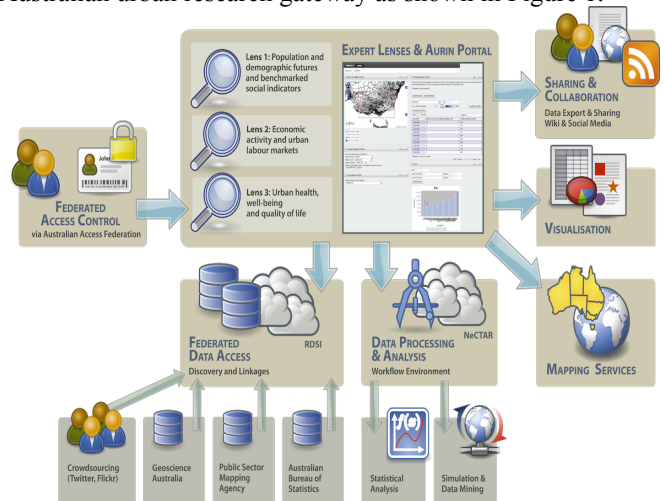 Australian urban research gateway as shown in Figure 1.
EXPERT LENSES & AURIN PORTAL
Lens 1: Population and
demographic futures
and benchmarked
social indicators
Lens 2: Economic
activity and urban
labour markets
Lens 3: Urban health,
well-being
and quality of life
John
FEDERATED
ACCESS CONTROL
via Australian Access Federation
SHARING &
COLLABORATION
Data Export & Sharing
Wiki & Social Media
VISUALISATION
MAPPING SERVICES
FEDERATED
DATA ACCESS
RDSI
Discovery and Linkages
DATA PROCESSING
& ANALYSIS
NeCTAR
Workflow Environment
Crowdsourcing
(Twitter, Flickr)
Geoscience
Australia
Public Sector
Mapping
Agency
Australian
Bureau of
Statistics
f(x)
Statistical
Analysis
Simulation &
Data Mining